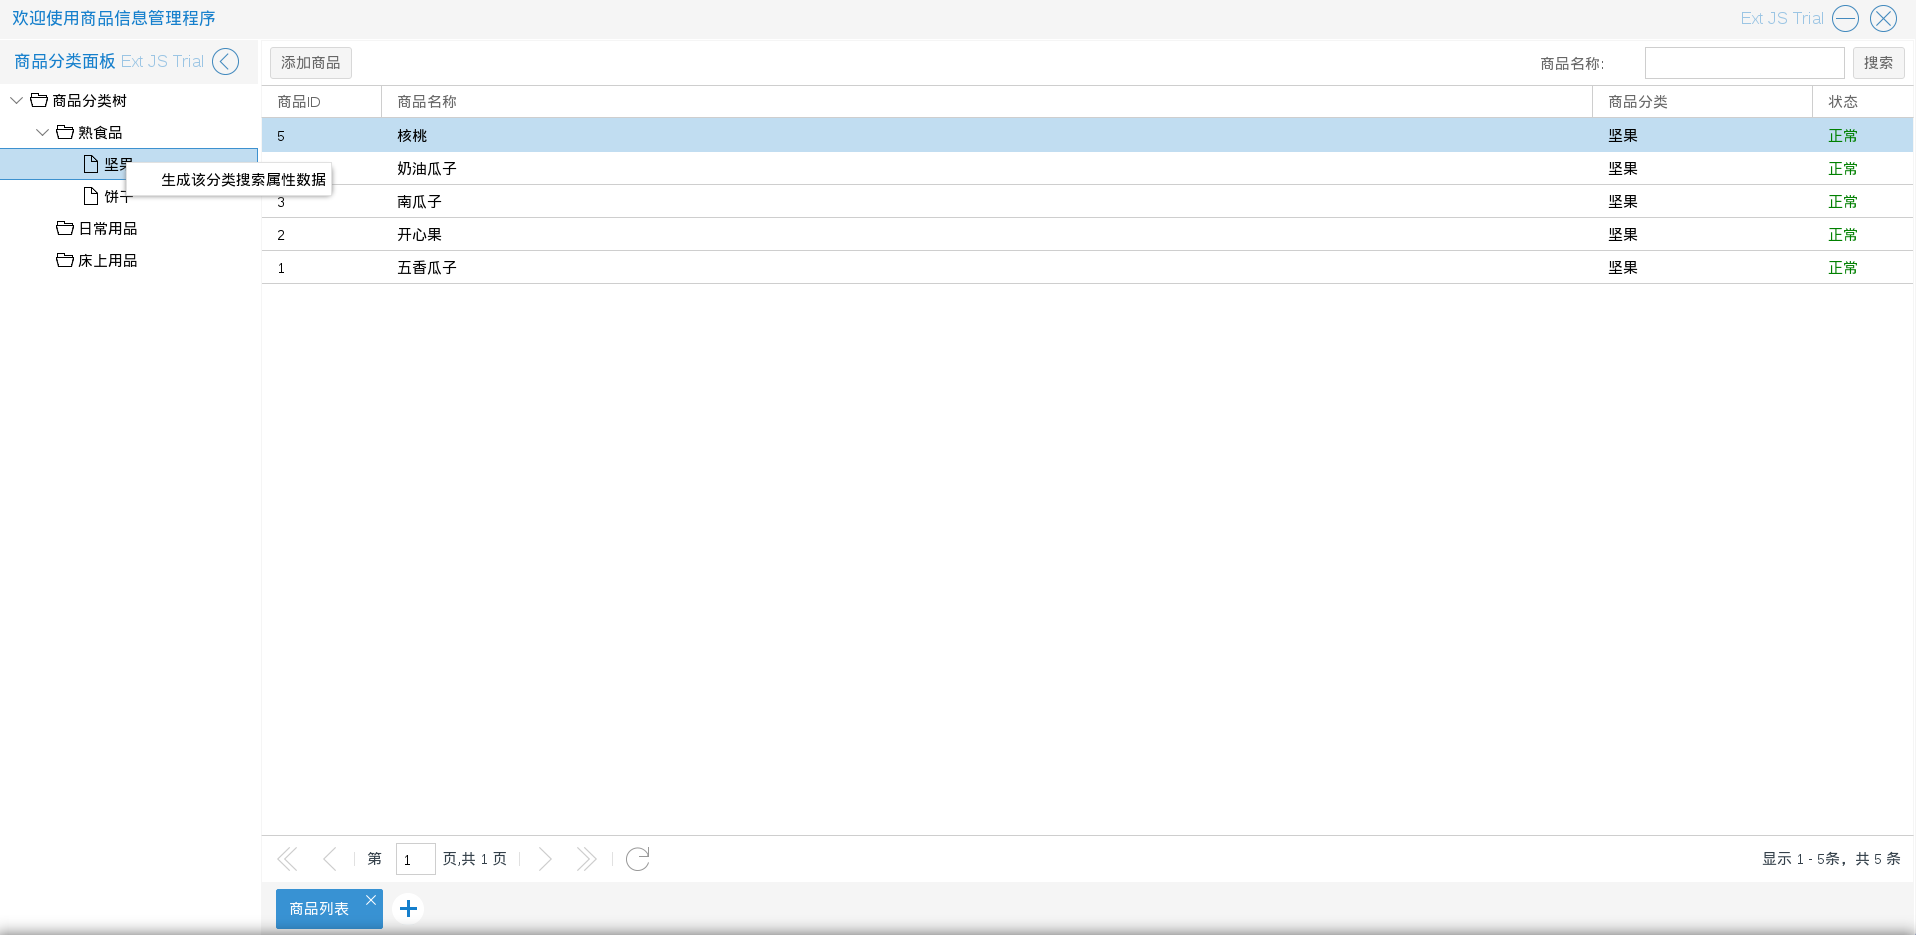 欢迎使用商品信息管理程序 Ext JS Trial
商品分类面板 Ext JS Trial
添加商品 商品名称: 搜索
商品分类树
熟食品
坚果
生成该分类搜索属性数据
饼干
日常用品
床上用品
商品ID 商品名称 商品分类 状态
5 核桃 坚果 正常
奶油瓜子 坚果 正常
3 南瓜子 坚果 正常
2 开心果 坚果 正常
1 五香瓜子 坚果 正常
第 1 页,共 1 页 显示 1 - 5条，共 5 条
商品列表